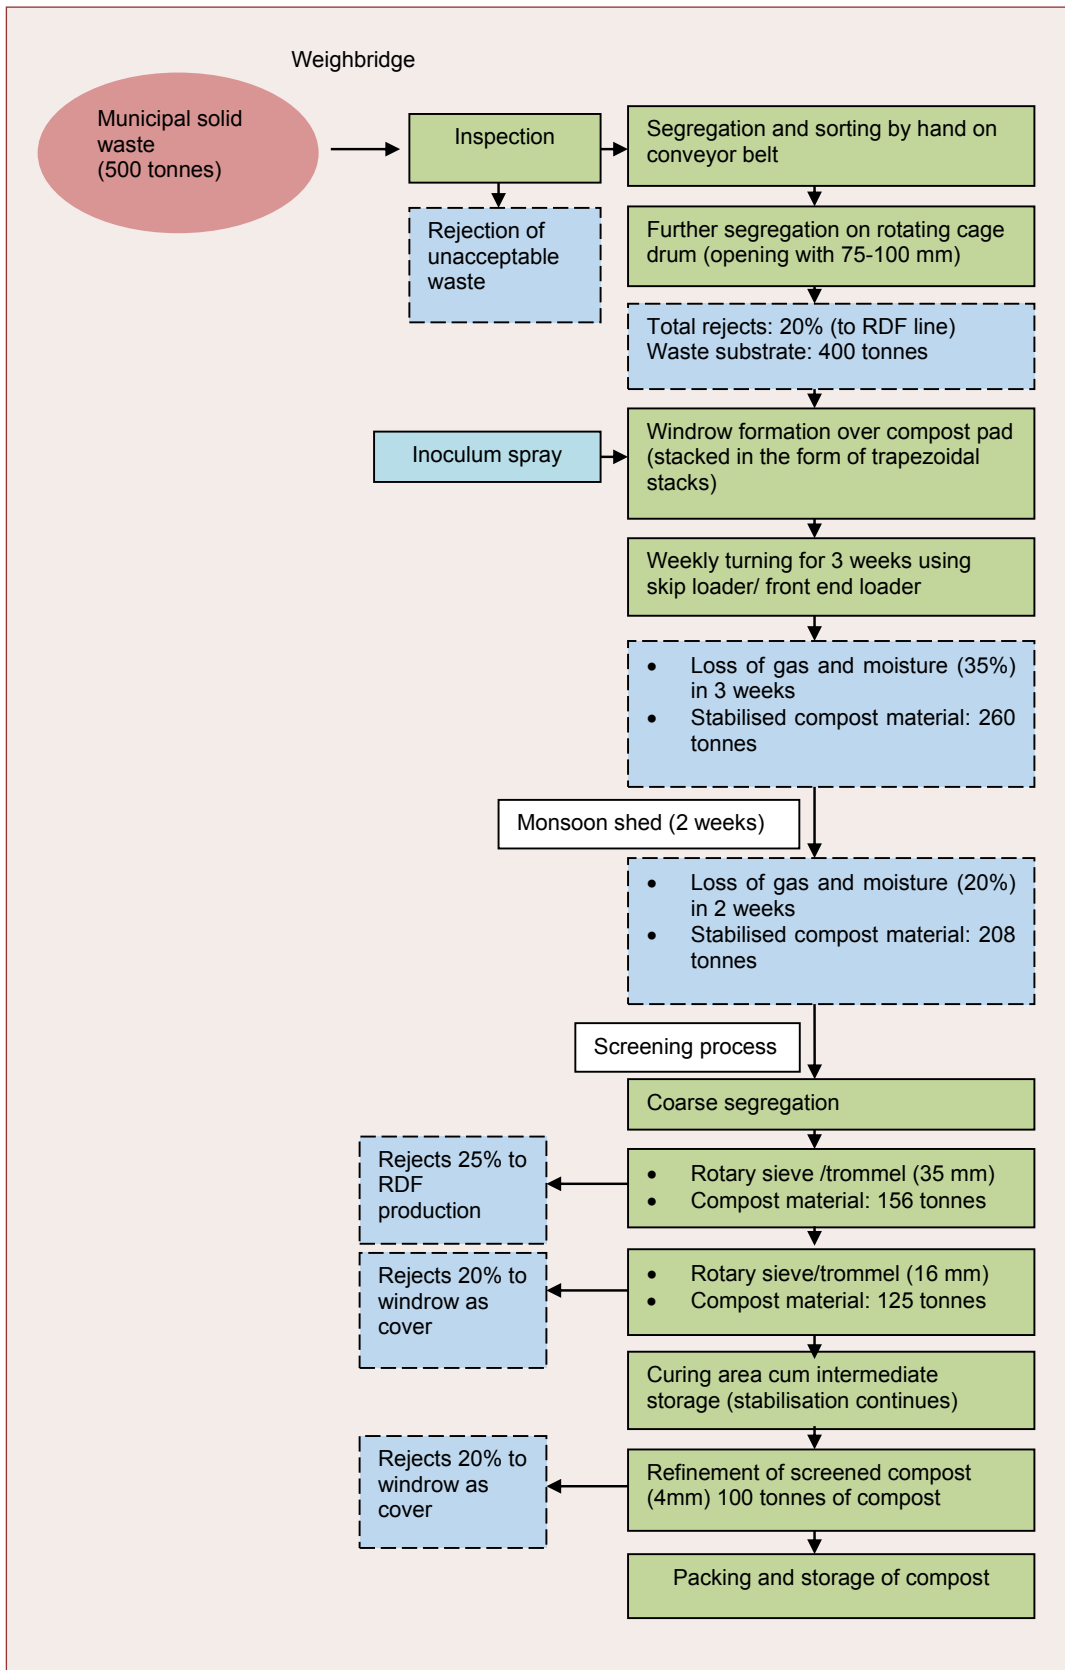 Weighbridge
Municipal solid
waste
(500 tonnes)
Inspection
Segregation and sorting by hand on
conveyor belt
Rejection of
unacceptable
waste
Further segregation on rotating cage
drum (opening with 75-100 mm)
Total rejects: 20% (to RDF line)
Waste substrate: 400 tonnes
Inoculum spray
Windrow formation over compost pad
(stacked in the form of trapezoidal
stacks)
Weekly turning for 3 weeks using
skip loader/ front end loader
• Loss of gas and moisture (35%)
in 3 weeks
• Stabilised compost material: 260
tonnes
Monsoon shed (2 weeks)
• Loss of gas and moisture (20%)
in 2 weeks
• Stabilised compost material: 208
tonnes
Screening process
Coarse segregation
Rejects 25% to
RDF
production
• Rotary sieve /trommel (35 mm)
• Compost material: 156 tonnes
Rejects 20% to
windrow as
cover
• Rotary sieve/trommel (16 mm)
• Compost material: 125 tonnes
Curing area cum intermediate
storage (stabilisation continues)
Rejects 20% to
windrow as
cover
Refinement of screened compost
(4mm) 100 tonnes of compost
Packing and storage of compost